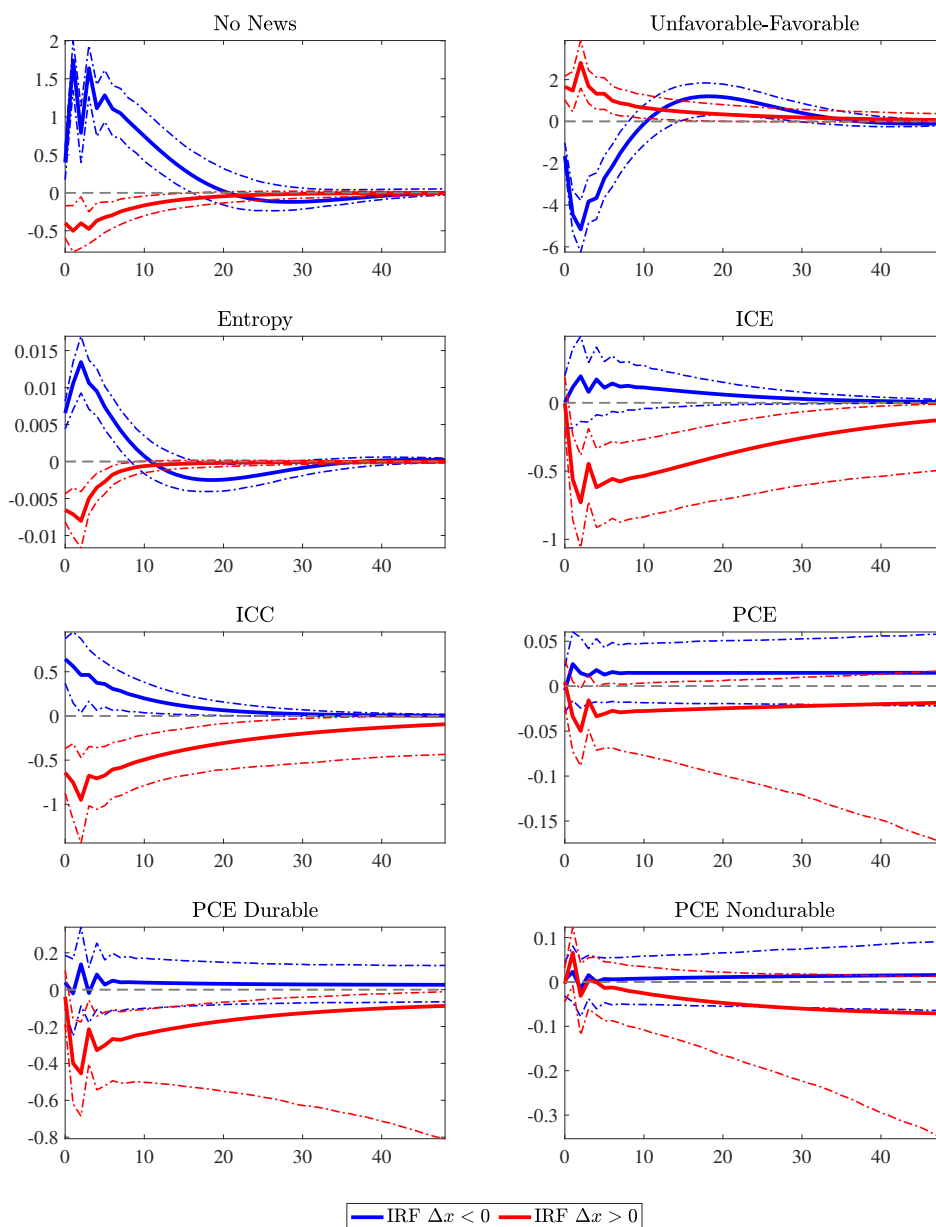 No News
Unfavorable-Favorable
2
1.5
1
0.5
0
-0.5
0 10 20 30 40
2
0
-2
-4
-6
0 10 20 30 40
Entropy
ICE
0.015
0.01
0.005
0
-0.005
-0.01
0 10 20 30 40
0
-0.5
-1
0 10 20 30 40
ICC
PCE
0.5
0
-0.5
-1
0 10 20 30 40
0.05
0
-0.05
-0.1
-0.15
0 10 20 30 40
PCE Durable
PCE Nondurable
0.2
0
-0.2
-0.4
-0.6
-0.8
0 10 20 30 40
0.1
0
-0.1
-0.2
-0.3
0 10 20 30 40
IRF Δx < 0 IRF Δx > 0